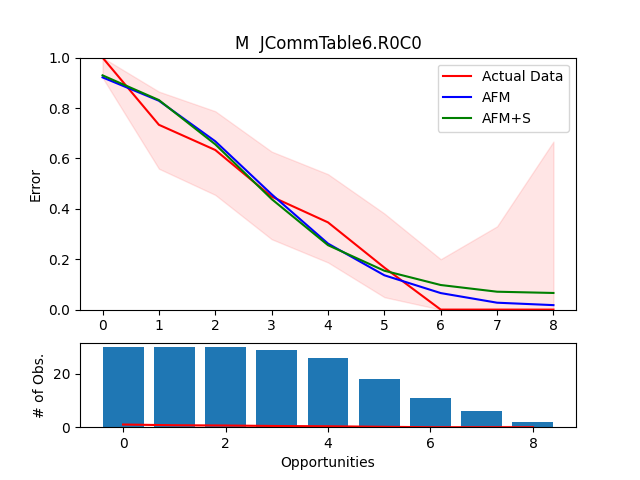 M  JCommTable6.R0C0
Error
1.0
0.8
0.6
0.4
0.2
0.0
Actual Data
AFM
AFM+S
0 1 2 3 4 5 6 7 8
# of Obs.
20
0
0 2 4 6 8
Opportunities